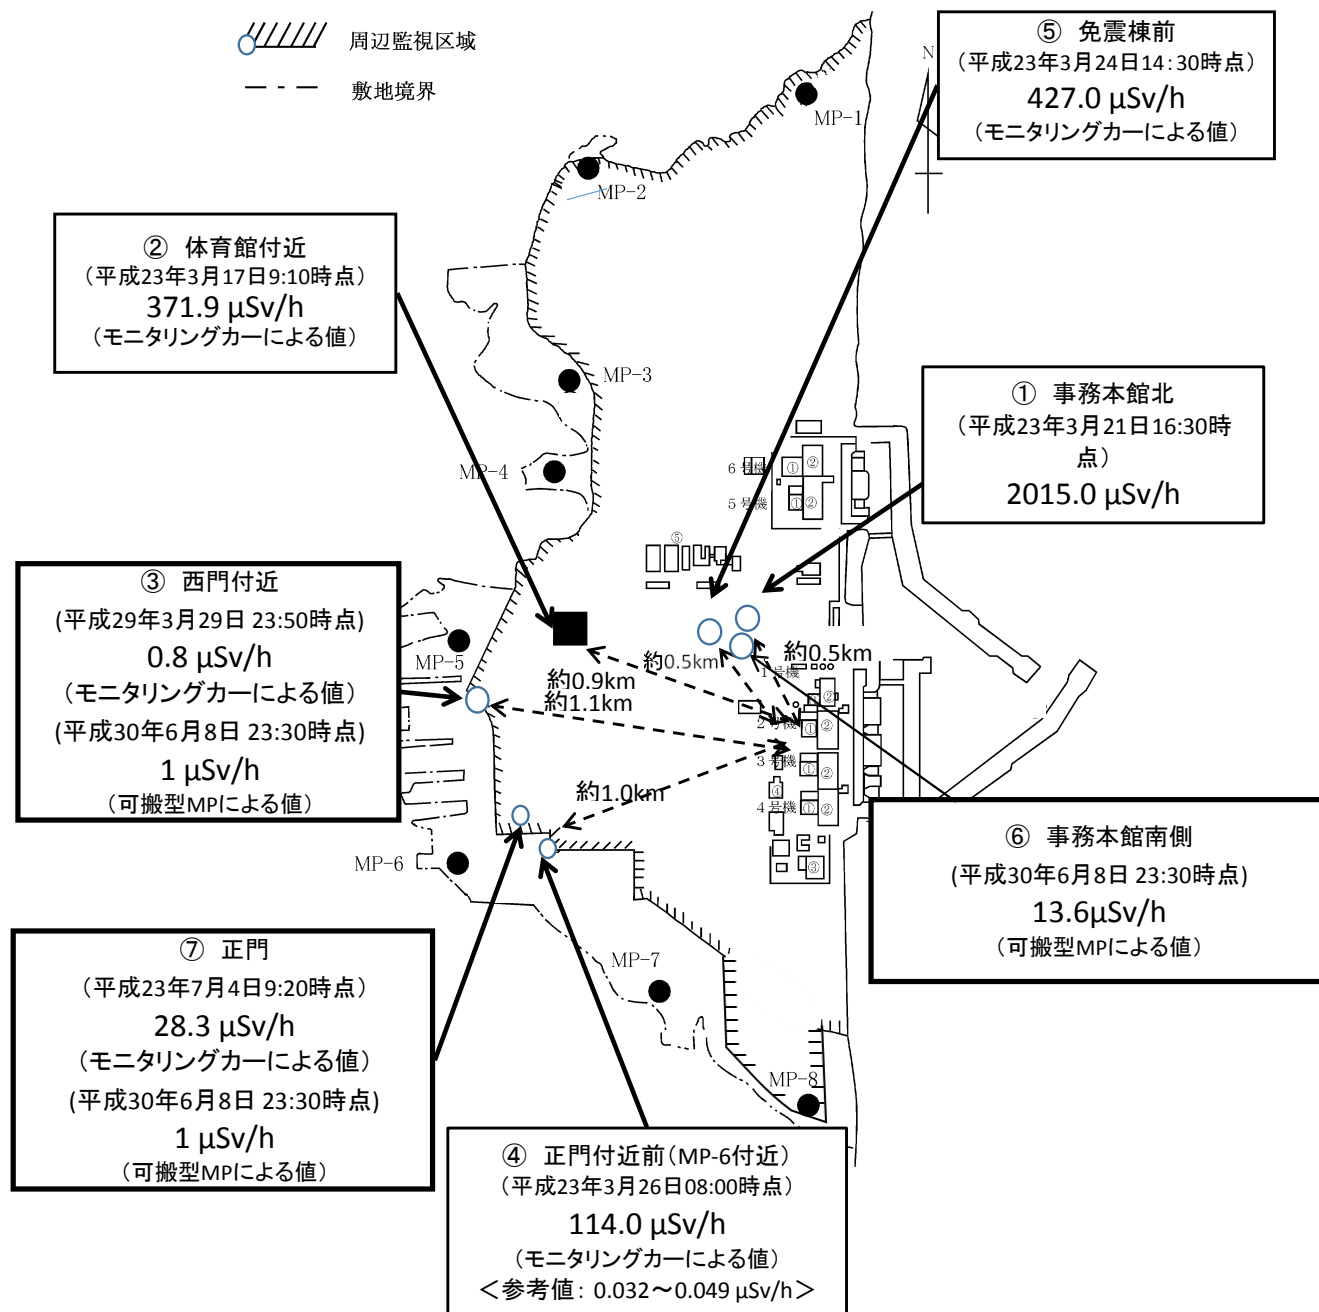 周辺監視区域
敷地境界
N
⑤ 免震棟前
(平成23年3月24日14:30時点)
427.0 μSv/h
(モニタリングカーによる値)
MP-1
MP-2
② 体育館付近
(平成23年3月17日9:10時点)
371.9 μSv/h
(モニタリングカーによる値)
MP-3
① 事務本館北
(平成23年3月21日16:30時
点)
2015.0 μSv/h
MP-4
6号機
①
②
5号機
①
②
⑤
③ 西門付近
(平成29年3月29日 23:50時点)
0.8 μSv/h
(モニタリングカーによる値)
(平成30年6月8日 23:30時点)
1 μSv/h
(可搬型MPによる値)
MP-5
約0.5km
約0.5km
約0.9km
約1.1km
1号機
②
2号機
①
②
3号機
①
②
④
4号機
①
②
③
約1.0km
MP-6
⑥ 事務本館南側
(平成30年6月8日 23:30時点)
13.6μSv/h
(可搬型MPによる値)
⑦ 正門
(平成23年7月4日9:20時点)
28.3 μSv/h
(モニタリングカーによる値)
(平成30年6月8日 23:30時点)
1 μSv/h
(可搬型MPによる値)
MP-7
MP-8
④ 正門付近前(MP-6付近)
(平成23年3月26日08:00時点)
114.0 μSv/h
(モニタリングカーによる値)
<参考値: 0.032~0.049 μSv/h>